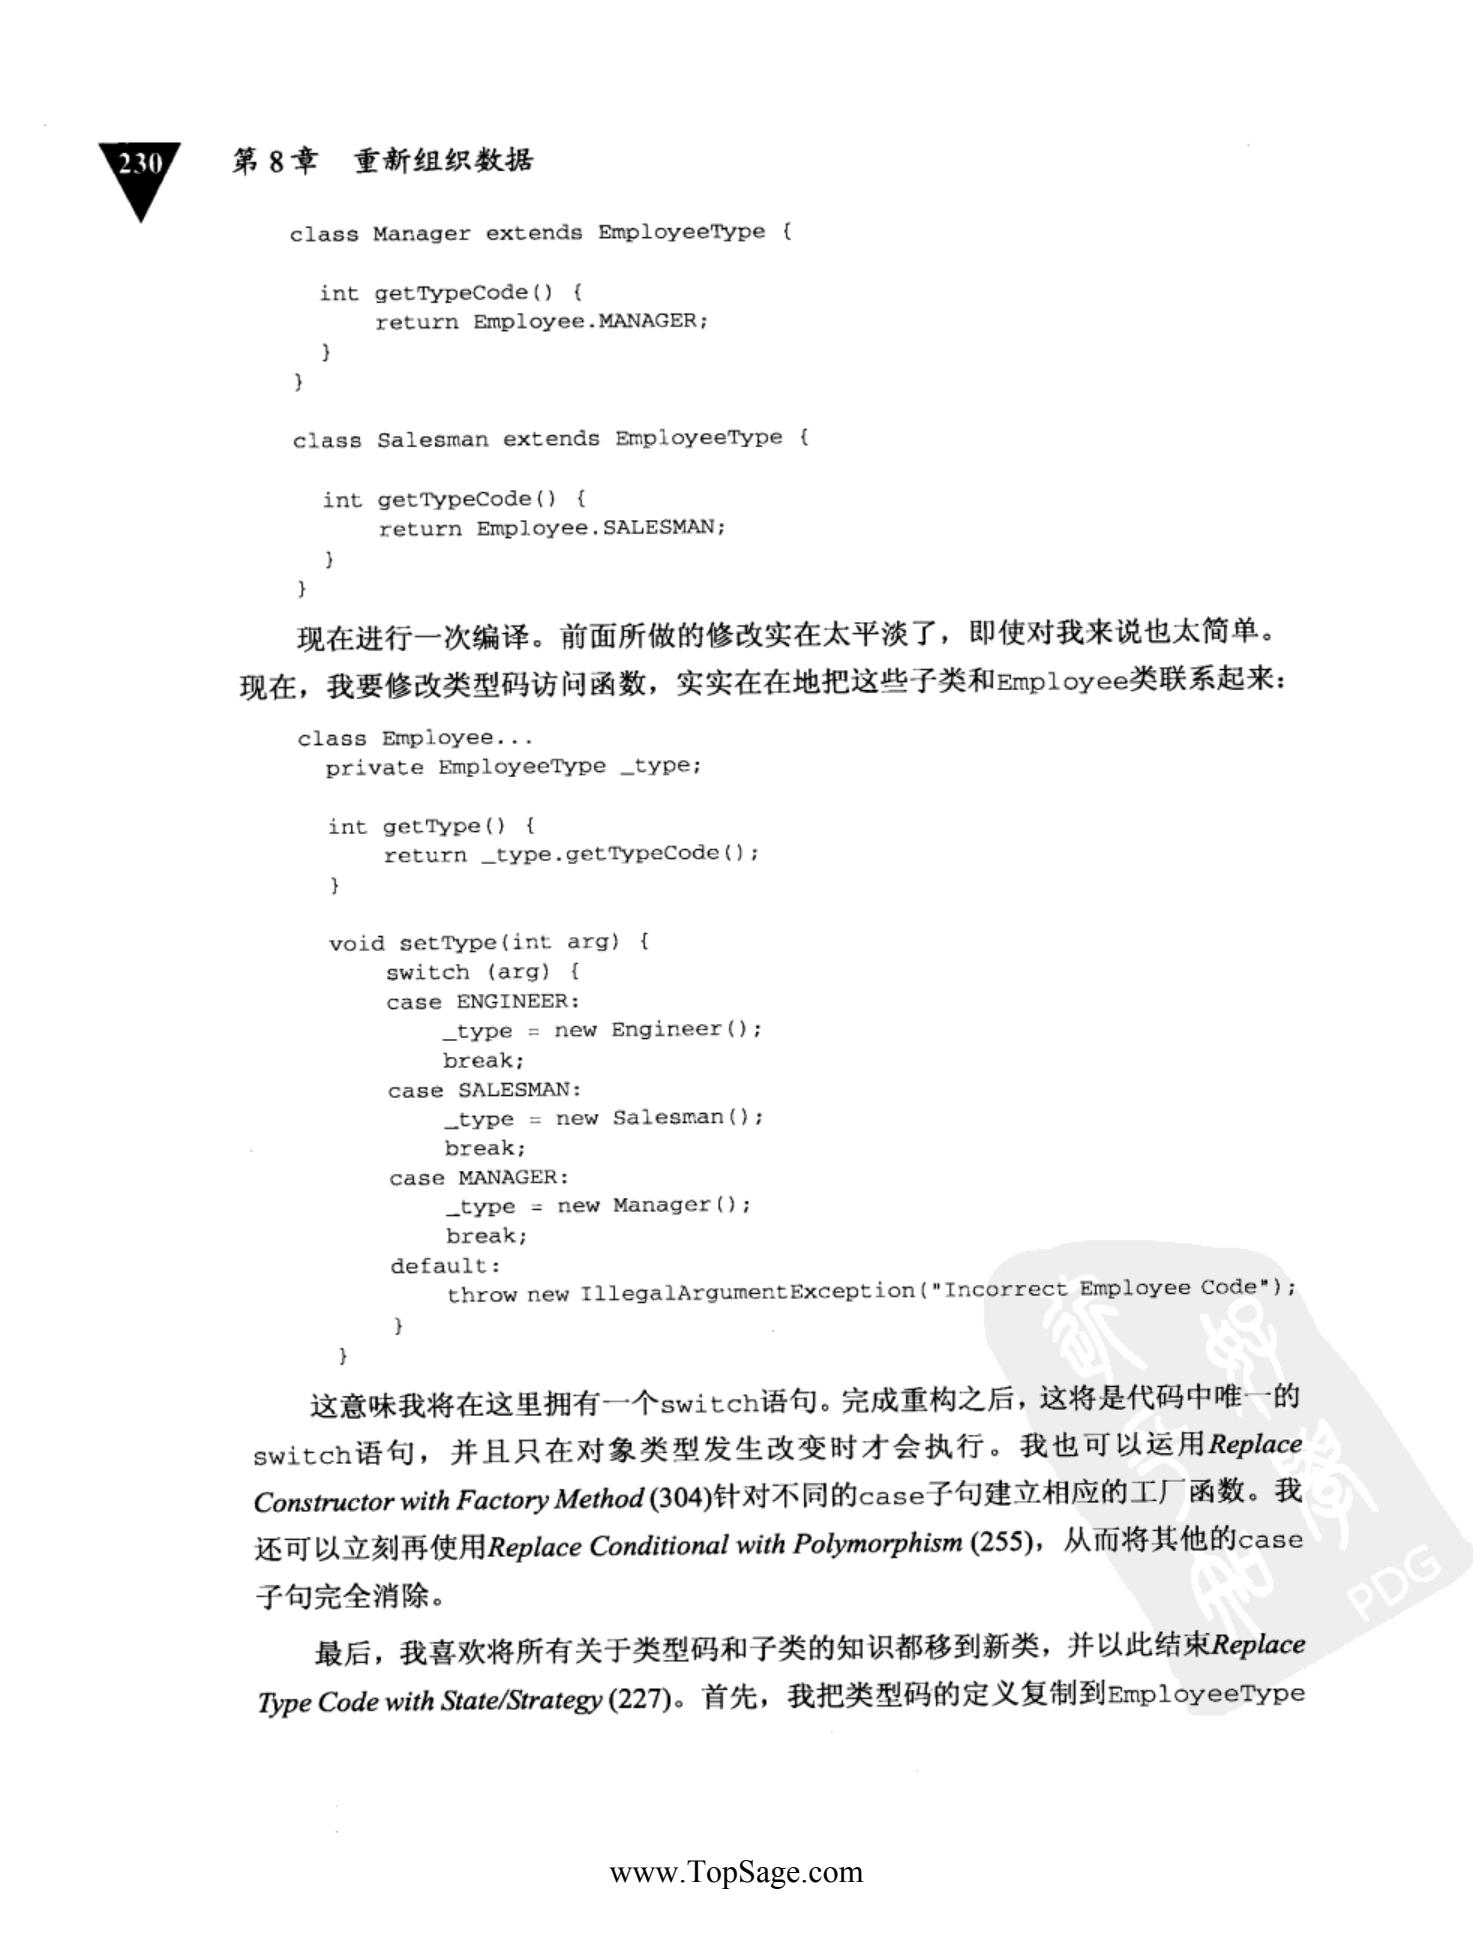 230
第 8 章 重新组织数据
class Manager extends EmployeeType {
int getTypeCode() {
return Employee.MANAGER;
}
}
class Salesman extends EmployeeType {
int getTypeCode() {
return Employee.SALESMAN;
}
}
现在进行一次编译。前面所做的修改实在太平淡了，即使对我来说也太简单。
现在，我要修改类型码访问函数，实实在在地把这些子类和Employee类联系起来：
class Employee...
private EmployeeType _type;
int getType() {
return _type.getTypeCode();
}
void setType(int arg) {
switch (arg) {
case ENGINEER:
_type = new Engineer();
break;
case SALESMAN:
_type = new Salesman();
break;
case MANAGER:
_type = new Manager();
break;
default:
throw new IllegalArgumentException("Incorrect Employee Code");
}
}
这意味我将在这里拥有一个switch语句。完成重构之后，这将是代码中唯一的
switch语句，并且只在对象类型发生改变时才会执行。我也可以运用Replace
Constructor with Factory Method (304)针对不同的case子句建立相应的工厂函数。我
还可以立刻再使用Replace Conditional with Polymorphism (255)，从而将其他的case
子句完全消除。
最后，我喜欢将所有关于类型码和子类的知识都移到新类，并以此结束Replace
Type Code with State/Strategy (227)。首先，我把类型码的定义复制到EmployeeType
PDG
www.TopSage.com